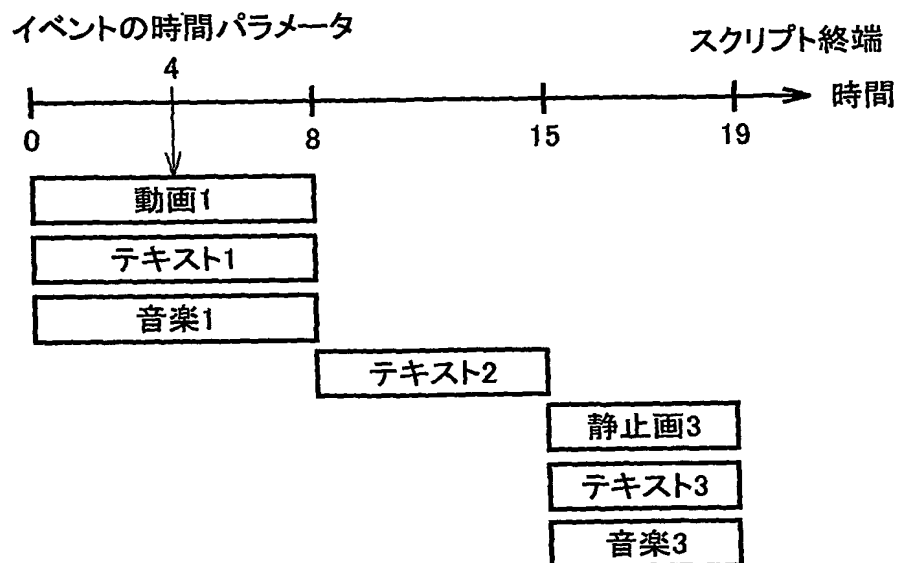 イベントの時間パラメータ
スクリプト終端
4
時間
0
8
15
19
動画1
テキスト1
音楽1
テキスト2
静止画3
テキスト3
音楽3